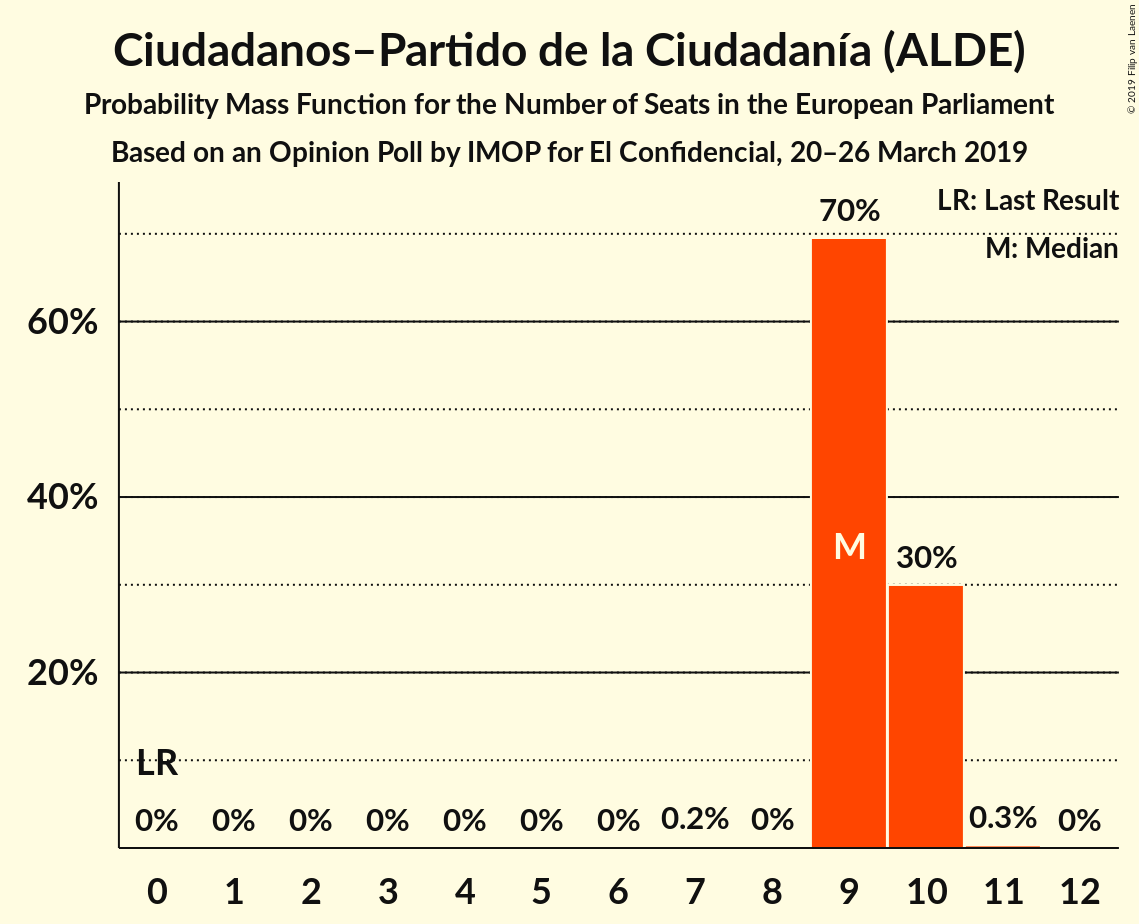 Ciudadanos–Partido de la Ciudadanía (ALDE)
Probability Mass Function for the Number of Seats in the European Parliament
Based on an Opinion Poll by IMOP for El Confidencial, 20–26 March 2019
© 2019 Filip van Laenen
LR: Last Result
M: Median
70%
60%
40%
M
30%
20%
LR
0% 0% 0% 0% 0% 0% 0% 0.2% 0% 0.3% 0%
0 1 2 3 4 5 6 7 8 9 10 11 12